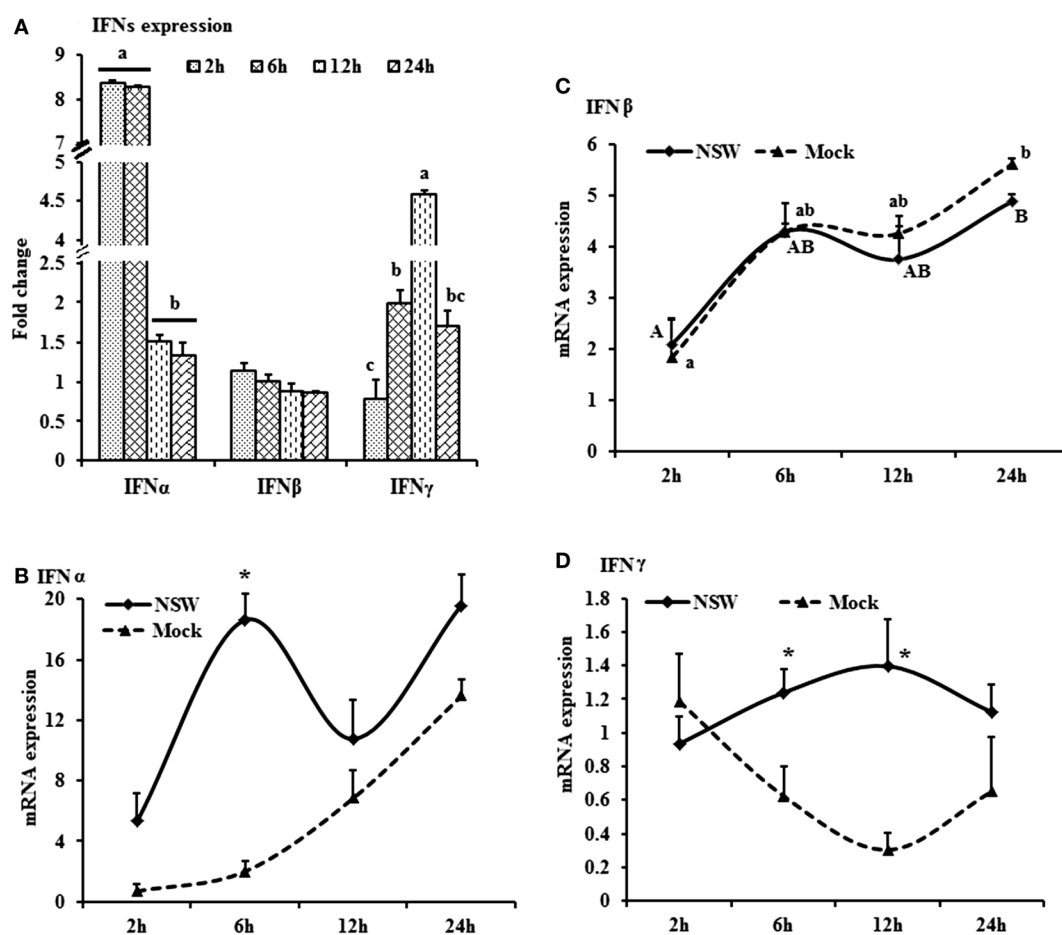 A
IFNs expression
2h 6h 12h 24h
Fold change
9
8
7
5
4.5
4
2.5
2
1.5
1
0.5
0
a
b
c
b
a
bc
IFNα IFNβ IFNγ
C
IFNβ
NSW Mock
mRNA expression
6
5
4
3
2
1
0
A
a
ab
AB
ab
AB
b
B
2h 6h 12h 24h
B IFNα
NSW
Mock
mRNA expression
20
16
12
8
4
0
*
2h 6h 12h 24h
D
IFNγ
NSW Mock
mRNA expression
1.8
1.6
1.4
1.2
1
0.8
0.6
0.4
0.2
0
*
*
2h 6h 12h 24h